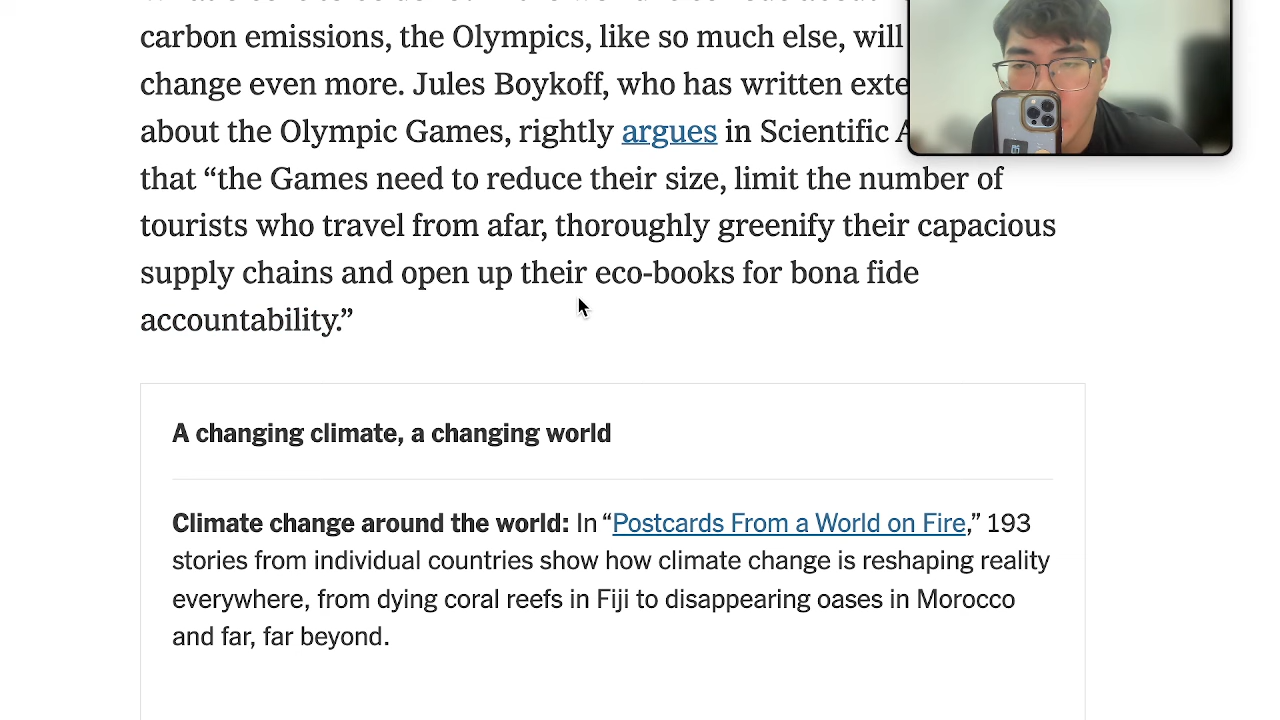 carbon emissions, the Olympics, like so much else, will
change even more. Jules Boykoff, who has written
about the Olympic Games, rightly argues in Scientific
that “the Games need to reduce their size, limit the number of
tourists who travel from afar, thoroughly greenify their capacious
supply chains and open up their eco-books for bona fide
accountability.”
A changing climate, a changing world
Climate change around the world: In “Postcards From a World on Fire,” 193
stories from individual countries show how climate change is reshaping reality
everywhere, from dying coral reefs in Fiji to disappearing oases in Morocco
and far, far beyond.